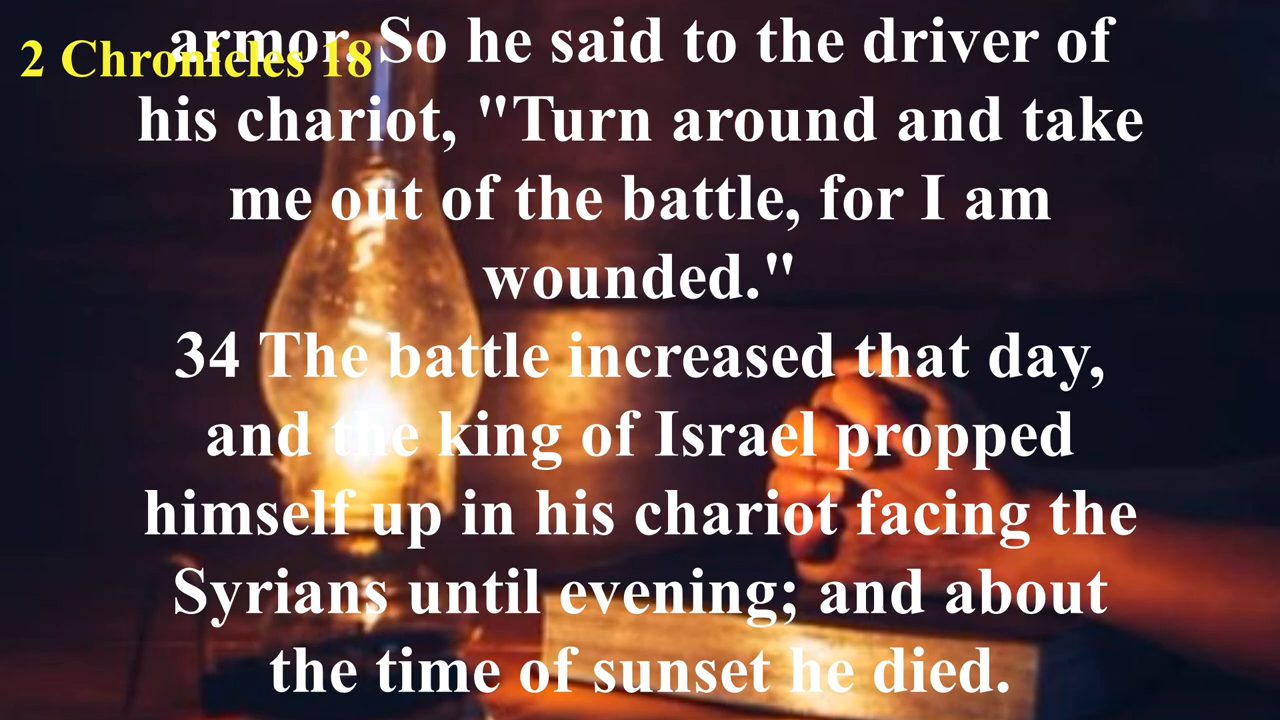 2 Chronicles 18
armor. So he said to the driver of
his chariot, "Turn around and take
me out of the battle, for I am
wounded."
34 The battle increased that day,
and the king of Israel propped
himself up in his chariot facing the
Syrians until evening; and about
the time of sunset he died.